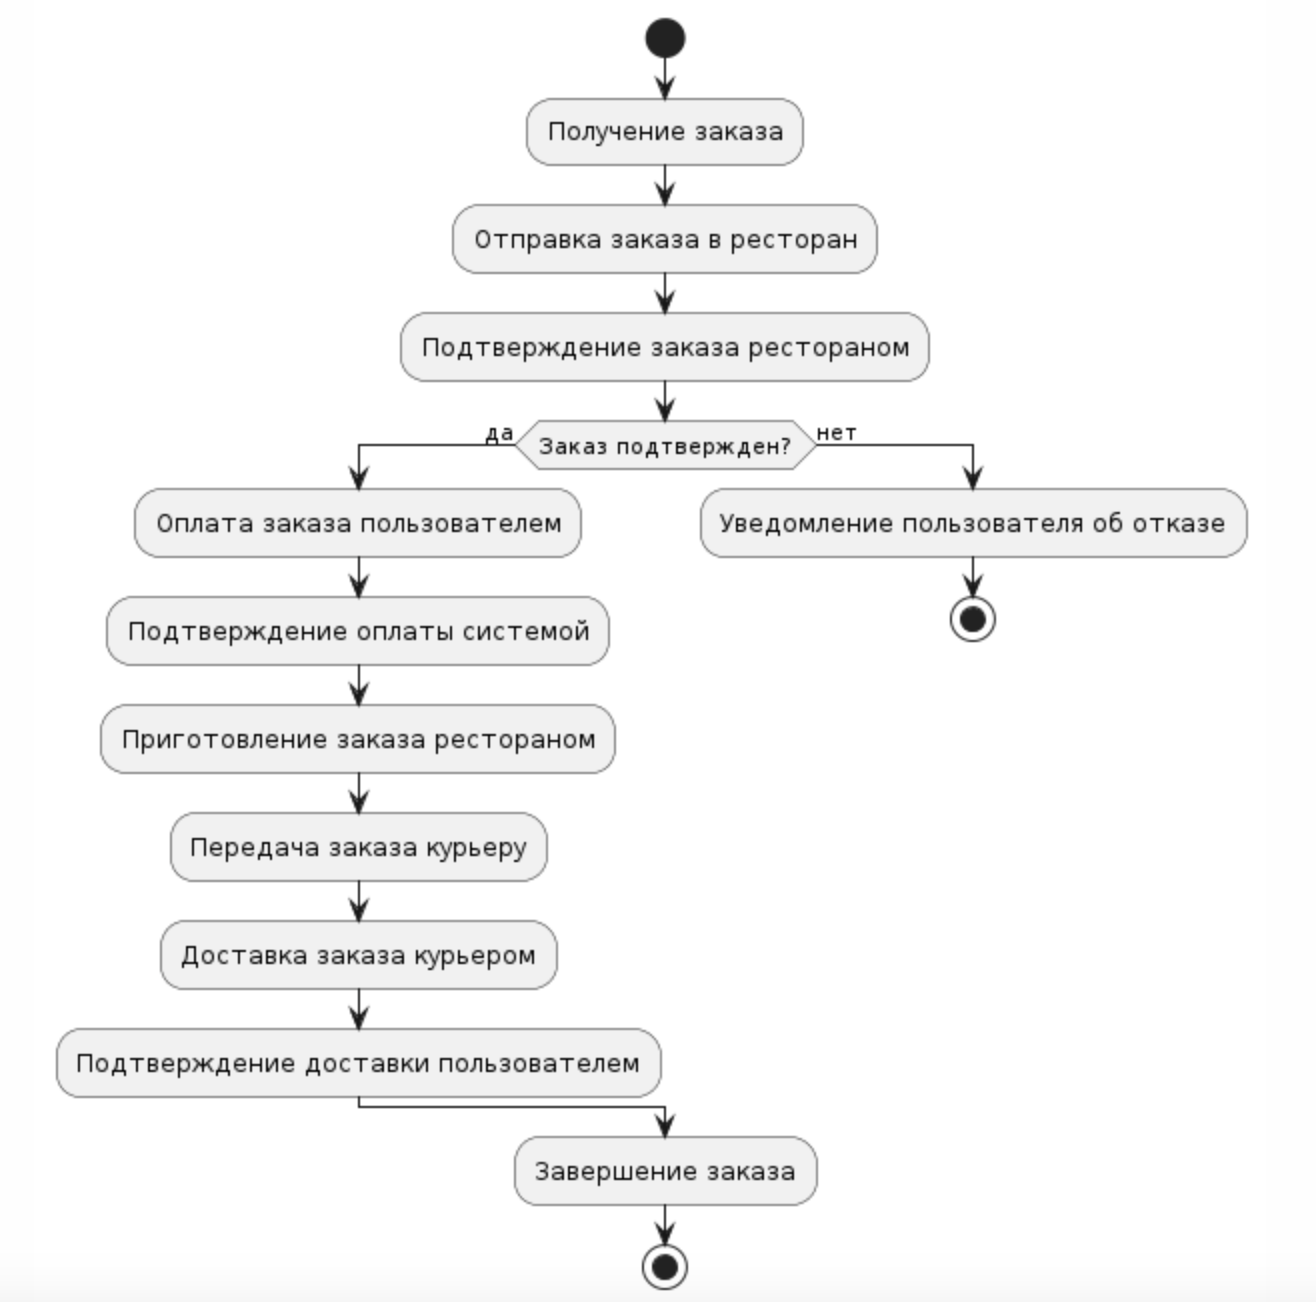 Получение заказа
Отправка заказа в ресторан
Подтверждение заказа рестораном
да
Заказ подтвержден?
нет
Оплата заказа пользователем
Уведомление пользователя об отказе
Подтверждение оплаты системой
Приготовление заказа рестораном
Передача заказа курьеру
Доставка заказа курьером
Подтверждение доставки пользователем
Завершение заказа